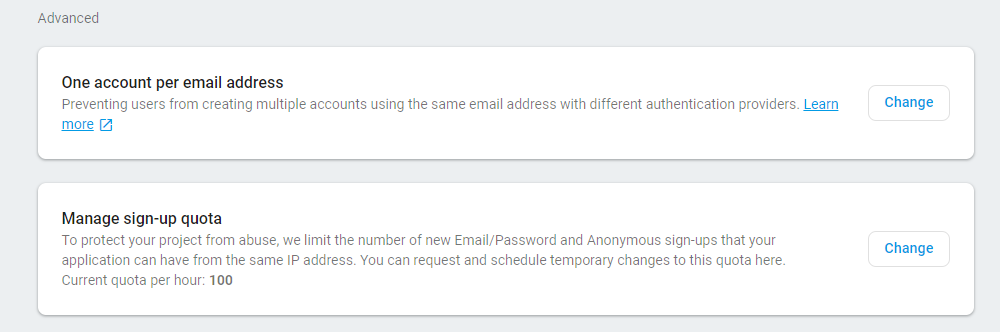 Advanced
One account per email address
Preventing users from creating multiple accounts using the same email address with different authentication providers. Learn
more
Change
Manage sign-up quota
To protect your project from abuse, we limit the number of new Email/Password and Anonymous sign-ups that your
application can have from the same IP address. You can request and schedule temporary changes to this quota here.
Current quota per hour: 100
Change